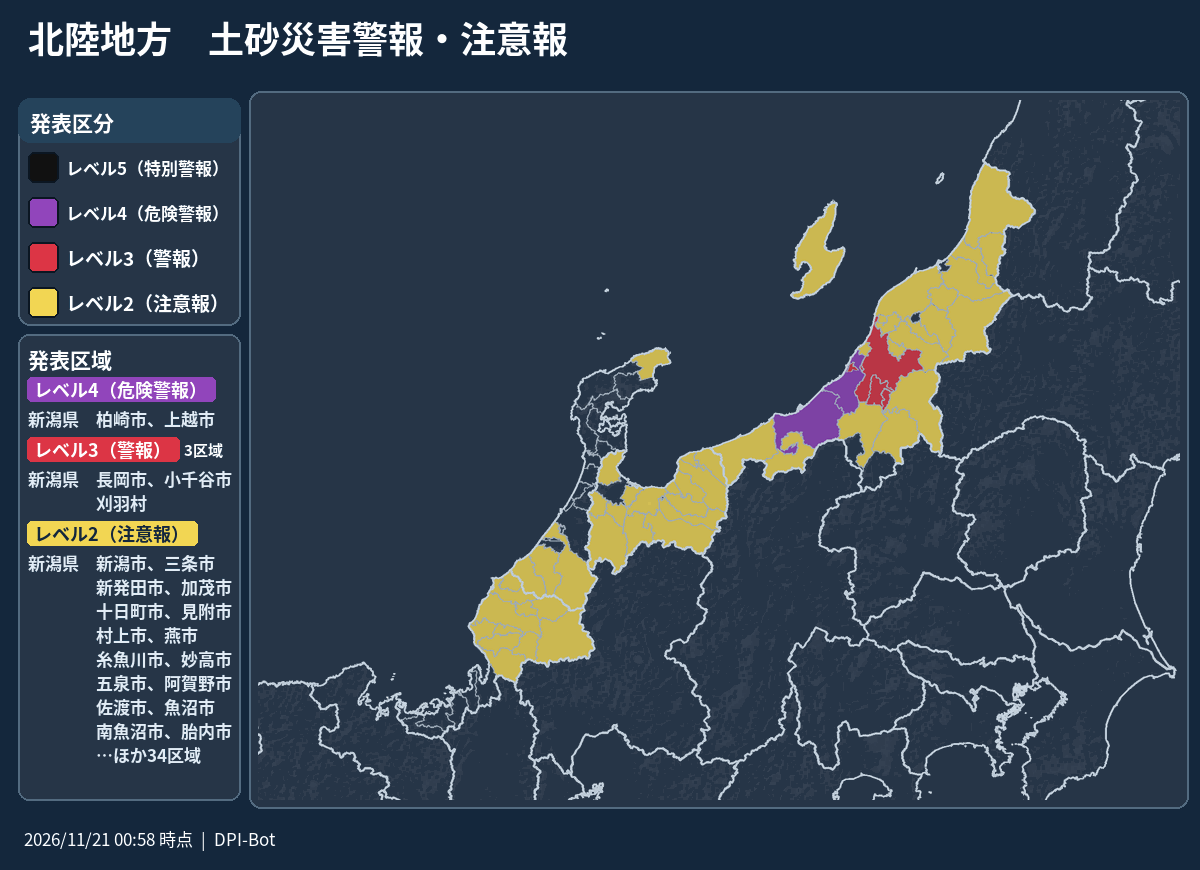 北陸地方　土砂災害警報・注意報
発表区分
レベル5（特別警報）
レベル4（危険警報）
レベル3（警報）
レベル2（注意報）
発表区域
レベル4（危険警報）
新潟県　柏崎市、上越市
レベル3（警報） 3区域
新潟県　長岡市、小千谷市
刈羽村
レベル2（注意報）
新潟県　新潟市、三条市
新発田市、加茂市
十日町市、見附市
村上市、燕市
糸魚川市、妙高市
五泉市、阿賀野市
佐渡市、魚沼市
南魚沼市、胎内市
…ほか34区域
2026/11/21 00:58 時点｜DPI-Bot